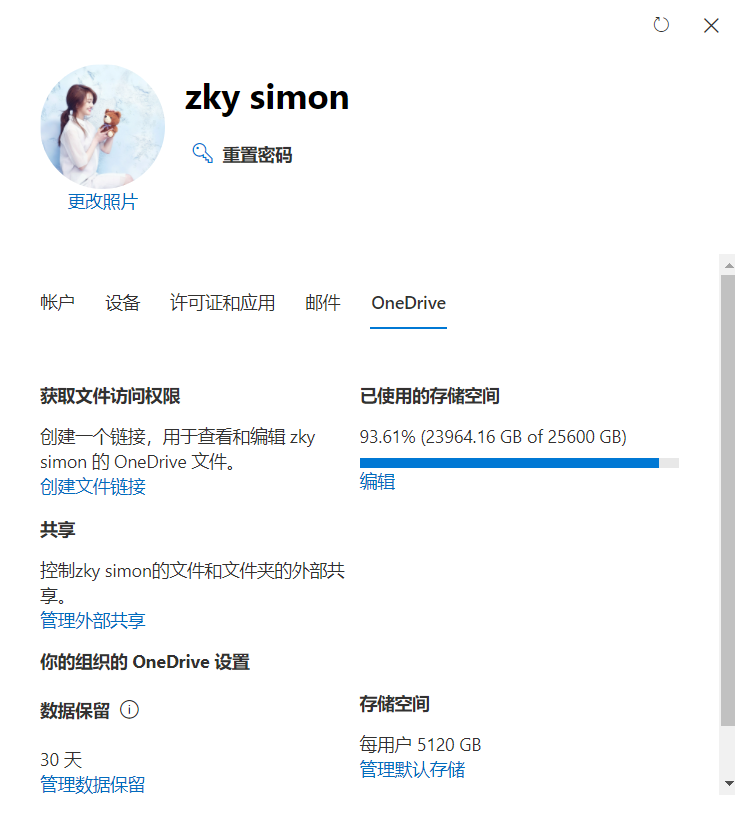 zky simon
重置密码
更改照片
帐户 设备 许可证和应用 邮件 OneDrive
获取文件访问权限
创建一个链接，用于查看和编辑 zky
simon 的 OneDrive 文件。
创建文件链接
已使用的存储空间
93.61% (23964.16 GB of 25600 GB)
编辑
共享
控制zky simon的文件和文件夹的外部共
享。
管理外部共享
你的组织的 OneDrive 设置
数据保留
30 天
管理数据保留
存储空间
每用户 5120 GB
管理默认存储